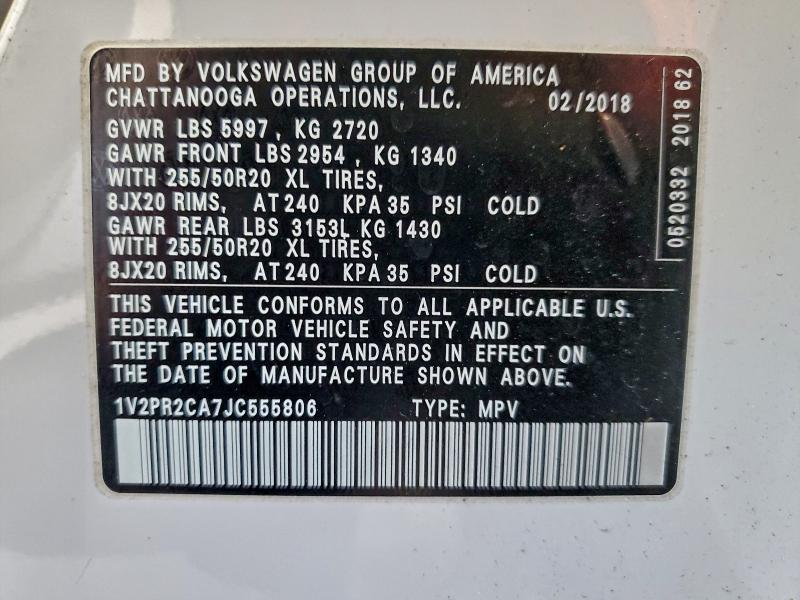 MFD BY VOLKSWAGEN GROUP OF AMERICA
CHATTANOOGA OPERATIONS, LLC. 02/2018
GVWR LBS 5997 , KG 2720
GAWR FRONT LBS 2954 , KG 1340
WITH 255/50R20 XL TIRES,
8JX20 RIMS, AT 240 KPA 35 PSI COLD
GAWR REAR LBS 3153L KG 1430
WITH 255/50R20 XL TIRES,
8JX20 RIMS, AT 240 KPA 35 PSI COLD
THIS VEHICLE CONFORMS TO ALL APPLICABLE U.S.
FEDERAL MOTOR VEHICLE SAFETY AND
THEFT PREVENTION STANDARDS IN EFFECT ON
THE DATE OF MANUFACTURE SHOWN ABOVE.
1V2PR2CA7JC555806 TYPE: MPV
0520332 2018 62